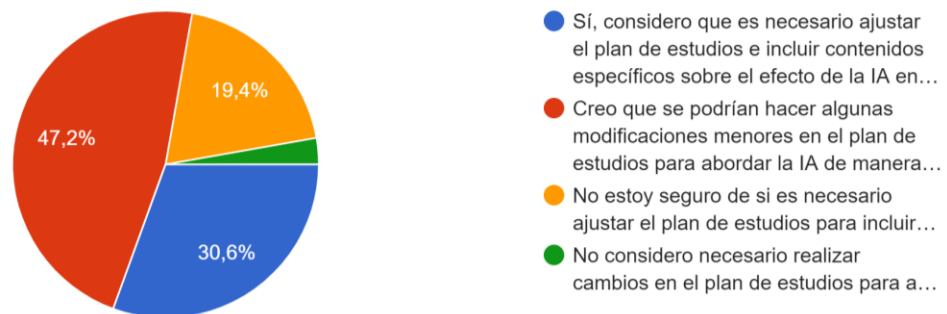 47,2%
19,4%
30,6%
Sí, considero que es necesario ajustar
el plan de estudios e incluir contenidos
específicos sobre el efecto de la IA en…
Creo que se podrían hacer algunas
modificaciones menores en el plan de
estudios para abordar la IA de manera…
No estoy seguro de si es necesario
ajustar el plan de estudios para incluir…
No considero necesario realizar
cambios en el plan de estudios para a…